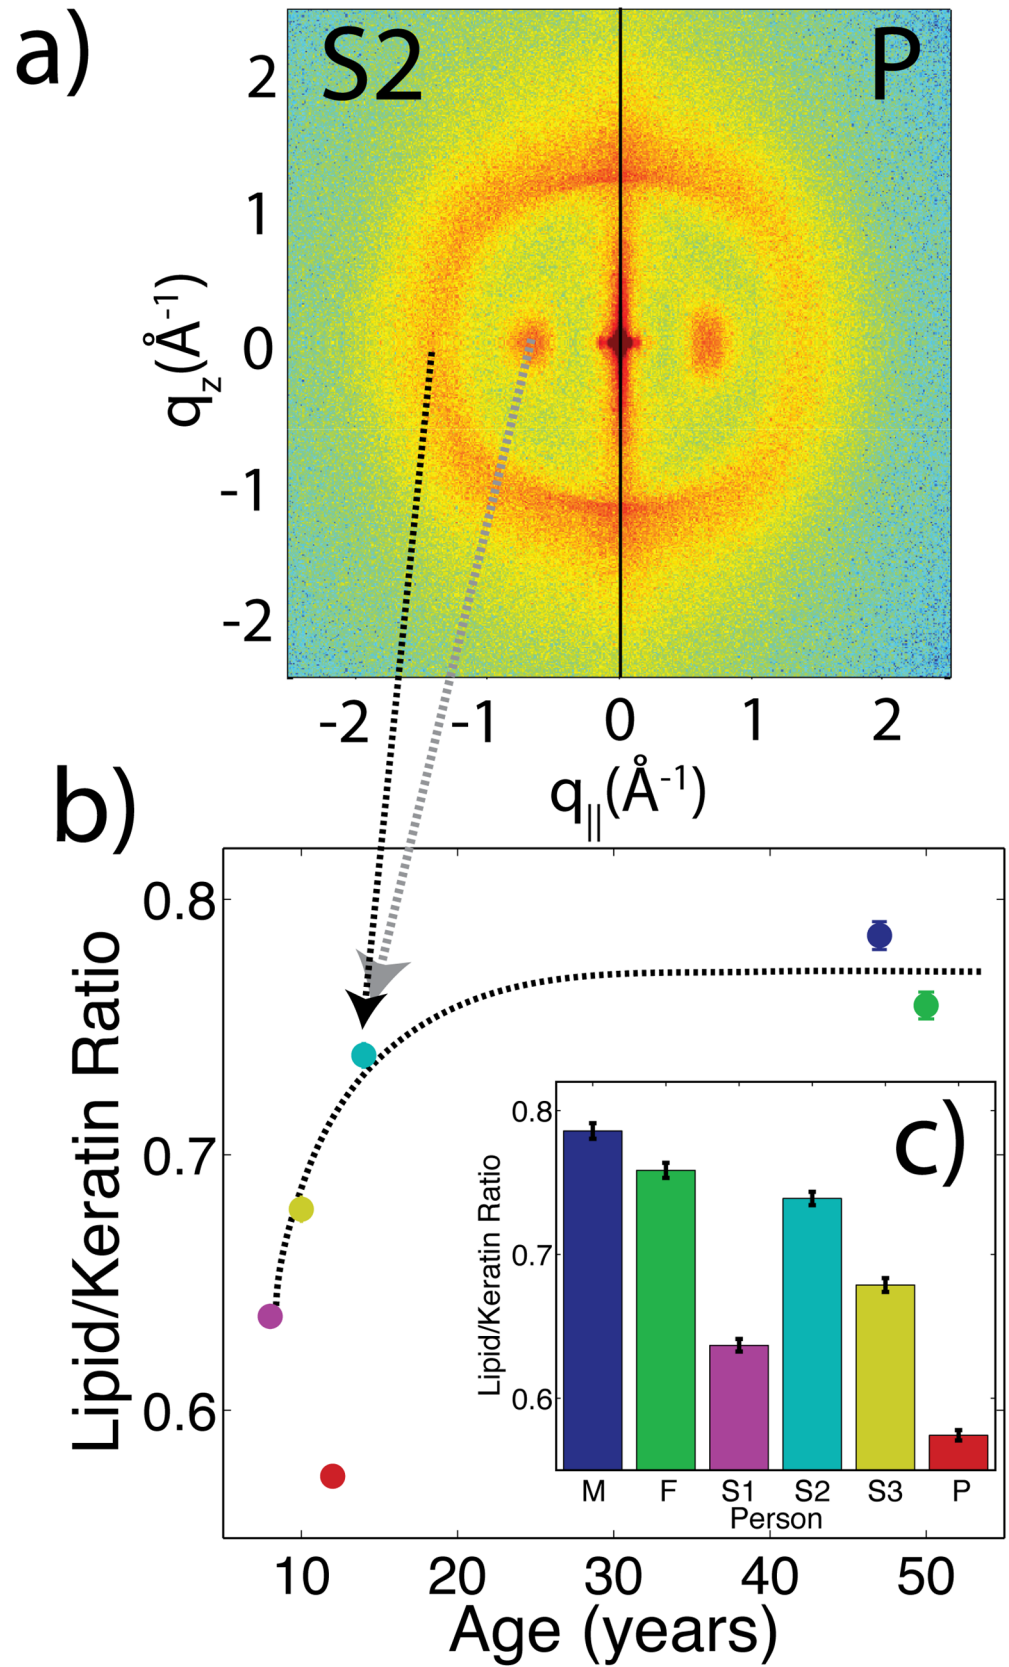 a)
S2
P
2
1
0
-1
-2
qz(Å-1)
-2
-1
0
1
2
q||(Å-1)
b)
0.8
0.7
0.6
Lipid/Keratin Ratio
10
20
30
40
50
Age (years)
c)
0.8
0.7
0.6
Lipid/Keratin Ratio
M
F
S1
S2
S3
P
Person